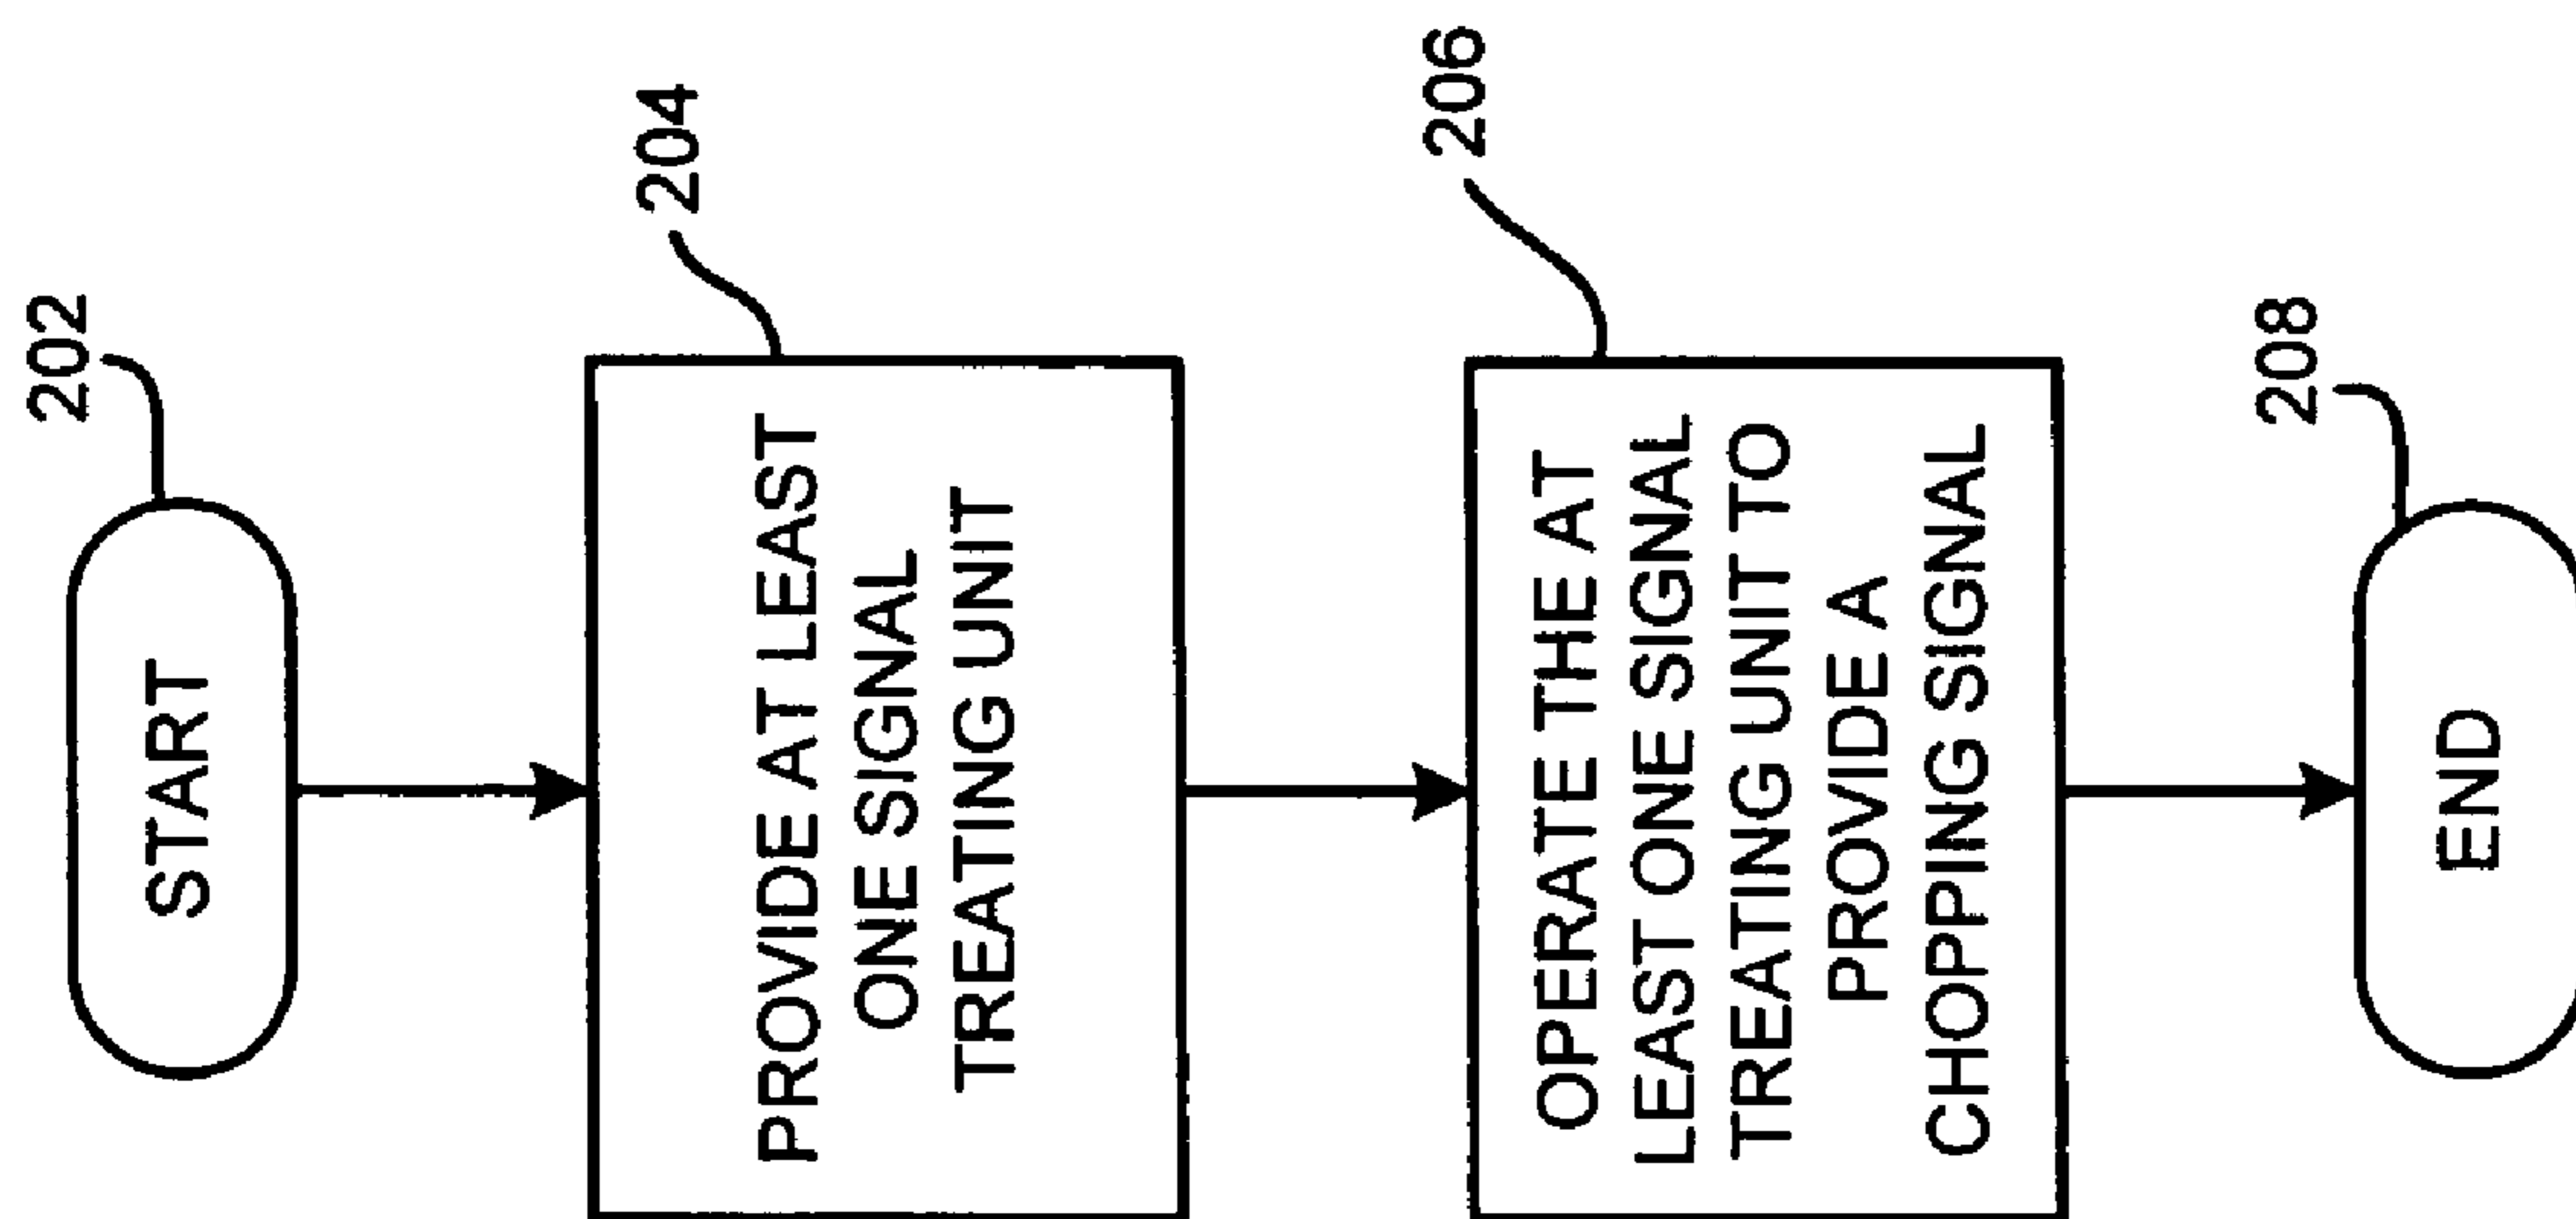 202
START
204
PROVIDE AT LEAST
ONE SIGNAL
TREATING UNIT
206
OPERATE THE AT
LEAST ONE SIGNAL
TREATING UNIT TO
PROVIDE A
CHOPPING SIGNAL
208
END